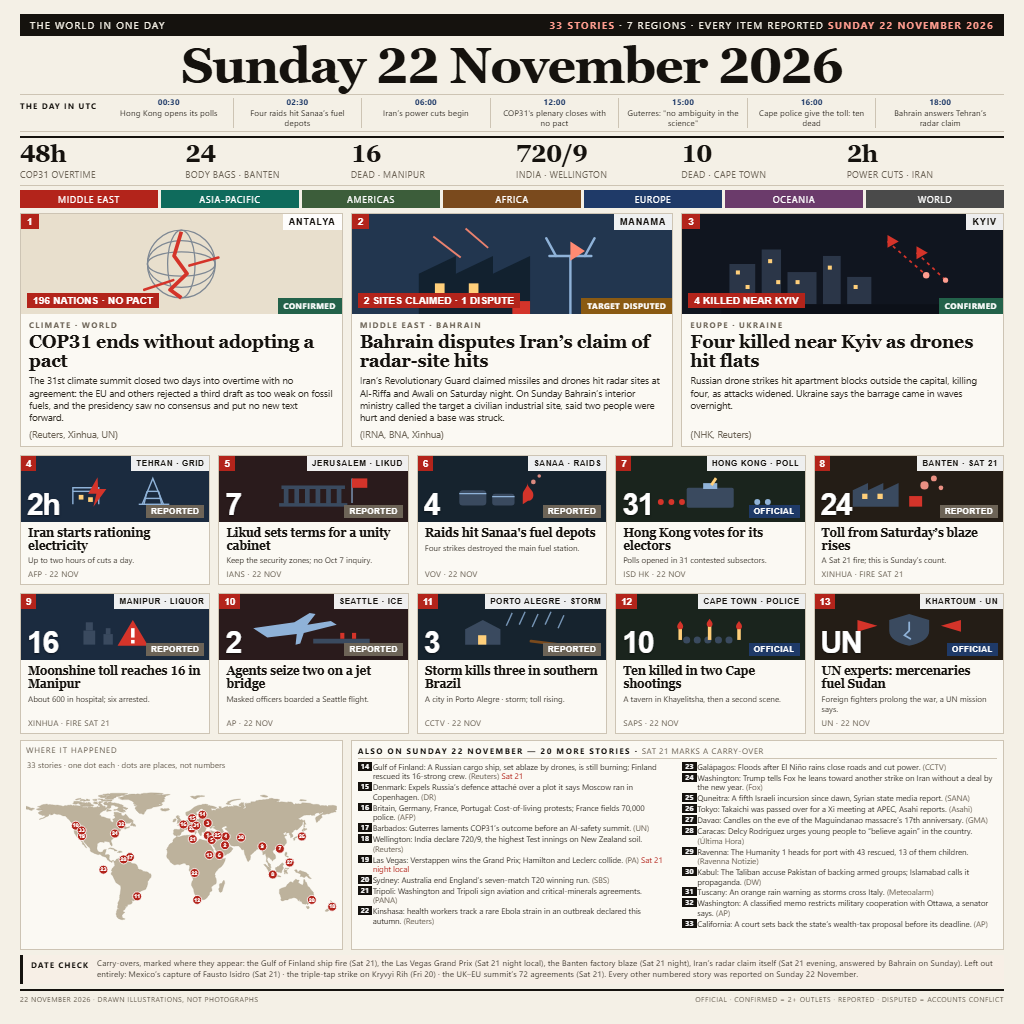 THE WORLD IN ONE DAY
33 STORIES · 7 REGIONS · EVERY ITEM REPORTED SUNDAY 22 NOVEMBER 2026
Sunday 22 November 2026
THE DAY IN UTC
00:30
Hong Kong opens its polls
02:30
Four raids hit Sanaa's fuel
depots
06:00
Iran's power cuts begin
12:00
COP31's plenary closes with
no pact
15:00
Guterres: "no ambiguity in the
science"
16:00
Cape police give the toll: ten
dead
18:00
Bahrain answers Tehran's
radar claim
48h
COP31 OVERTIME
24
BODY BAGS · BANTEN
16
DEAD · MANIPUR
720/9
INDIA · WELLINGTON
10
DEAD · CAPE TOWN
2h
POWER CUTS · IRAN
MIDDLE EAST
ASIA-PACIFIC
AMERICAS
AFRICA
EUROPE
OCEANIA
WORLD
1
ANTALYA
196 NATIONS · NO PACT
CONFIRMED
CLIMATE · WORLD
COP31 ends without adopting a
pact
The 31st climate summit closed two days into overtime with no
agreement: the EU and others rejected a third draft as too weak on fossil
fuels, and the presidency saw no consensus and put no new text
forward.
(Reuters, Xinhua, UN)
2
MANAMA
2 SITES CLAIMED · 1 DISPUTE
TARGET DISPUTED
MIDDLE EAST · BAHRAIN
Bahrain disputes Iran's claim of
radar-site hits
Iran's Revolutionary Guard claimed missiles and drones hit radar sites at
Al-Riffa and Awali on Saturday night. On Sunday Bahrain's interior
ministry called the target a civilian industrial site, said two people were
hurt and denied a base was struck.
(IRNA, BNA, Xinhua)
3
KYIV
4 KILLED NEAR KYIV
CONFIRMED
EUROPE · UKRAINE
Four killed near Kyiv as drones
hit flats
Russian drone strikes hit apartment blocks outside the capital, killing
four, as attacks widened. Ukraine says the barrage came in waves
overnight.
(NHK, Reuters)
4
TEHRAN · GRID
2h
REPORTED
Iran starts rationing
electricity
Up to two hours of cuts a day.
AFP · 22 NOV
5
JERUSALEM · LIKUD
7
REPORTED
Likud sets terms for a unity
cabinet
Keep the security zones; no Oct 7 inquiry.
IANS · 22 NOV
6
SANAA · RAIDS
4
REPORTED
Raids hit Sanaa's fuel depots
Four strikes destroyed the main fuel station.
VOV · 22 NOV
7
HONG KONG · POLL
31
OFFICIAL
Hong Kong votes for its
electors
Polls opened in 31 contested subsectors.
ISD HK · 22 NOV
8
BANTEN · SAT 21
24
REPORTED
Toll from Saturday's blaze
rises
A Sat 21 fire; this is Sunday's count.
XINHUA · FIRE SAT 21
9
MANIPUR · LIQUOR
16
REPORTED
Moonshine toll reaches 16 in
Manipur
About 600 in hospital; six arrested.
XINHUA · FIRE SAT 21
10
SEATTLE · ICE
2
REPORTED
Agents seize two on a jet
bridge
Masked officers boarded a Seattle flight.
AP · 22 NOV
11
PORTO ALEGRE · STORM
3
REPORTED
Storm kills three in southern
Brazil
A city in Porto Alegre · storm; toll rising.
CCTV · 22 NOV
12
CAPE TOWN · POLICE
10
OFFICIAL
Ten killed in two Cape
shootings
A tavern in Khayelitsha, then a second scene.
SAPS · 22 NOV
13
KHARTOUM · UN
UN
OFFICIAL
UN experts: mercenaries
fuel Sudan
Foreign fighters prolong the war, a UN mission
says.
UN · 22 NOV
WHERE IT HAPPENED
33 stories · one dot each · dots are places, not numbers
ALSO ON SUNDAY 22 NOVEMBER — 20 MORE STORIES · SAT 21 MARKS A CARRY-OVER
14 Gulf of Finland: A Russian cargo ship, set ablaze by drones, is still burning; Finland
rescued its 16-strong crew. (Reuters) Sat 21
15 Denmark: Expels Russia's defence attaché over a plot it says Moscow ran in
Copenhagen. (DR)
16 Britain, Germany, France, Portugal: Cost-of-living protests; France fields 70,000
police. (AFP)
17 Barbados: Guterres laments COP31's outcome before an AI-safety summit. (UN)
18 Wellington: India declare 720/9, the highest Test innings on New Zealand soil.
(Reuters)
19 Las Vegas: Verstappen wins the Grand Prix; Hamilton and Leclerc collide. (PA) Sat 21
night local
20 Sydney: Australia end England's seven-match T20 winning run. (SBS)
21 Tripoli: Washington and Tripoli sign aviation and critical-minerals agreements.
(PANA)
22 Kinshasa: health workers track a rare Ebola strain in an outbreak declared this
autumn. (Reuters)
23 Galápagos: Floods after El Niño rains close roads and cut power. (CCTV)
24 Washington: Trump tells Fox he leans toward another strike on Iran without a deal by
the new year. (Fox)
25 Quneitra: A fifth Israeli incursion since dawn, Syrian state media report. (SANA)
26 Tokyo: Takaichi was passed over for a Xi meeting at APEC, Asahi reports. (Asahi)
27 Davao: Candles on the eve of the Maguindanao massacre's 17th anniversary. (GMA)
28 Caracas: Delcy Rodríguez urges young people to "believe again" in the country.
(Última Hora)
29 Ravenna: The Humanity 1 heads for port with 43 rescued, 13 of them children.
(Ravenna Notizie)
30 Kabul: The Taliban accuse Pakistan of backing armed groups; Islamabad calls it
propaganda. (DW)
31 Tuscany: An orange rain warning as storms cross Italy. (Meteoalarm)
32 Washington: A classified memo restricts military cooperation with Ottawa, a senator
says. (AP)
33 California: A court sets back the state's wealth-tax proposal before its deadline. (AP)
DATE CHECK
Carry-overs, marked where they appear: the Gulf of Finland ship fire (Sat 21), the Las Vegas Grand Prix (Sat 21 night local), the Banten factory blaze (Sat 21), Iran's radar claim itself (Sat 21 evening, answered by Bahrain on Sunday). Left out
entirely: Mexico's capture of Fausto Isidro (Sat 21) · the triple-tap strike on Kryvyi Rih (Fri 20) · the UK–EU summit's 72 agreements (Sat 21). Every other numbered story was reported on Sunday 22 November.
22 NOVEMBER 2026 · DRAWN ILLUSTRATIONS, NOT PHOTOGRAPHS
OFFICIAL · CONFIRMED = 2+ OUTLETS · REPORTED · DISPUTED = ACCOUNTS CONFLICT